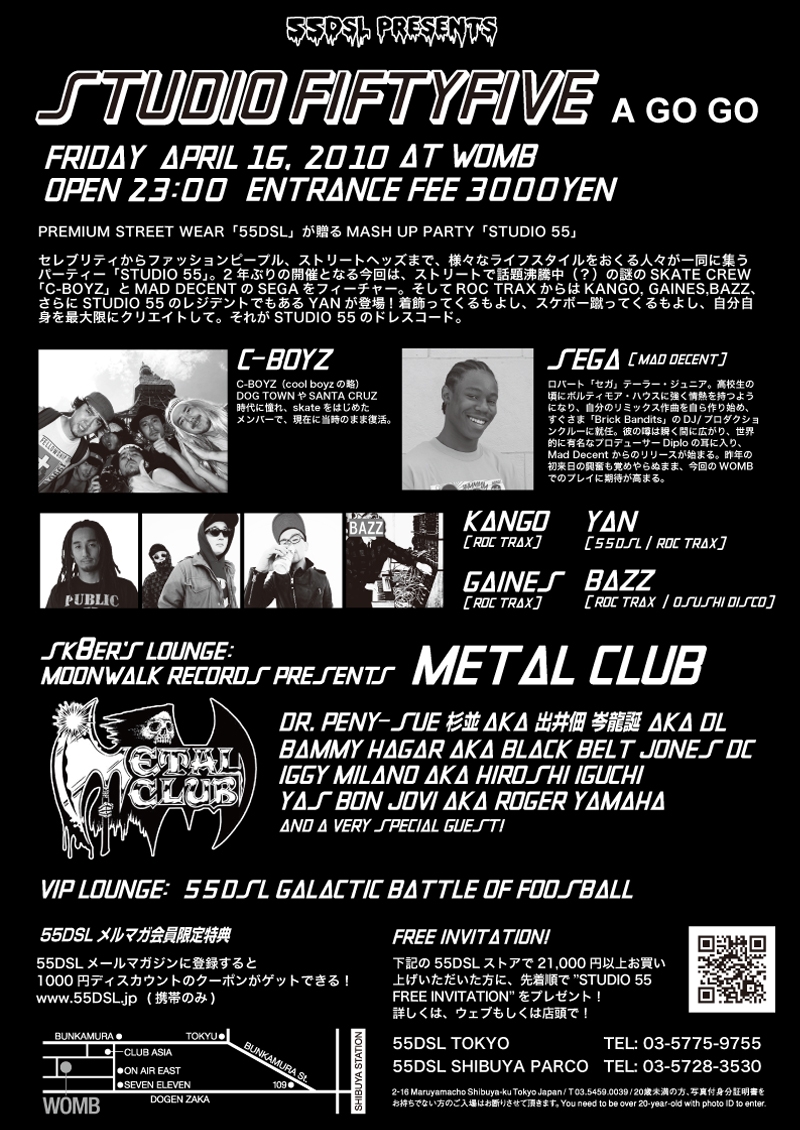 55DSL PRESENTS
STUDIO FIFTYFIVE A GO GO
FRIDAY APRIL 16, 2010 AT WOMB
OPEN 23:00 ENTRANCE FEE 3000YEN
PREMIUM STREET WEAR「55DSL」が贈る MASH UP PARTY「STUDIO 55」
セレブリティからファッションピープル、ストリートヘッズまで、様々なライフスタイルをおくる人々が一同に集う
パーティー「STUDIO 55」。2 年ぶりの開催となる今回は、ストリートで話題沸騰中（？）の謎の SKATE CREW
「C-BOYZ」と MAD DECENT の SEGA をフィーチャー。そして ROC TRAX からは KANGO, GAINES,BAZZ、
さらに STUDIO 55 のレジデントでもある YAN が登場！着飾ってくるもよし、スケボー蹴ってくるもよし、自分自
身を最大限にクリエイトして。それが STUDIO 55 のドレスコード。
C-BOYZ
C-BOYZ（cool boyz の略）
DOG TOWN や SANTA CRUZ
時代に憧れ、skate をはじめた
メンバーで、現在に当時のまま復活。
SEGA [MAD DECENT]
ロバート「セガ」テーラー・ジュニア。高校生の
頃にボルティモア・ハウスに強く情熱を持つよう
になり、自分のリミックス作曲を自ら作り始め、
すぐさま「Brick Bandits」の DJ/ プロダクショ
ンクルーに就任。彼の噂は瞬く間に広がり、世界
的に有名なプロデューサー Diplo の耳に入り、
Mad Decent からのリリースが始まる。昨年の
初来日の興奮も覚めやらぬまま、今回の WOMB
でのプレイに期待が高まる。
PUBLIC
BAZZ
KANGO
[ROC TRAX]
YAN
[55DSL / ROC TRAX]
GAINES
[ROC TRAX]
BAZZ
[ROC TRAX / OSUSHI DISCO]
SK8ER'S LOUNGE:
MOONWALK RECORDS PRESENTS METAL CLUB
METAL
CLUB
DR. PENY-SUE 杉並 AKA 出井佃 岑龍誕 AKA DL
BAMMY HAGAR AKA BLACK BELT JONES DC
IGGY MILANO AKA HIROSHI IGUCHI
YAS BON JOVI AKA ROGER YAMAHA
AND A VERY SPECIAL GUEST!
VIP LOUNGE: 55DSL GALACTIC BATTLE OF FOOSBALL
55DSL メルマガ会員限定特典
55DSL メールマガジンに登録すると
1000 円ディスカウントのクーポンがゲットできる！
www.55DSL.jp （携帯のみ）
FREE INVITATION!
下記の 55DSL ストアで 21,000 円以上お買い
上げいただいた方に、先着順で "STUDIO 55
FREE INVITATION" をプレゼント！
詳しくは、ウェブもしくは店頭で！
55DSL TOKYO TEL: 03-5775-9755
55DSL SHIBUYA PARCO TEL: 03-5728-3530
2-16 Maruyamacho Shibuya-ku Tokyo Japan / T 03.5459.0039 / 20歳未満の方、写真付身分証明書を
お持ちでない方のご入場はお断りさせて頂きます。You need to be over 20-year-old with photo ID to enter.
BUNKAMURA
TOKYU
CLUB ASIA
BUNKAMURA St.
ON AIR EAST
SEVEN ELEVEN
109
DOGEN ZAKA
WOMB
SHIBUYA STATION